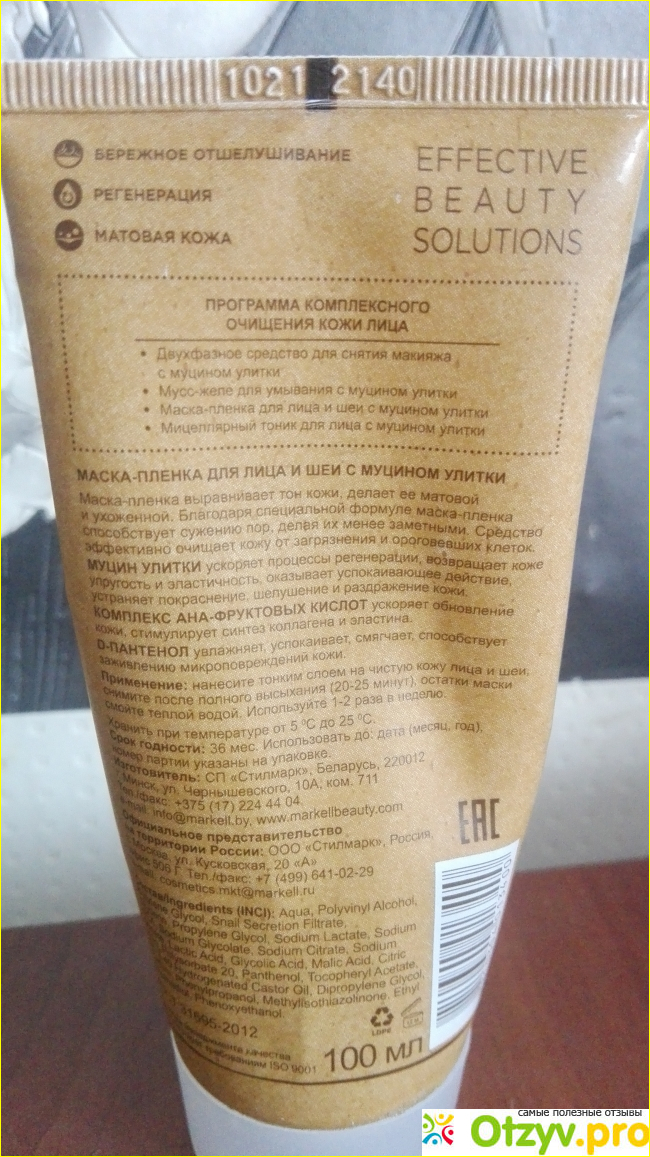 1021 2140
БЕРЕЖНОЕ ОТШЕЛУШИВАНИЕ
РЕГЕНЕРАЦИЯ
МАТОВАЯ КОЖА
EFFECTIVE
BEAUTY
SOLUTIONS
ПРОГРАММА КОМПЛЕКСНОГО
ОЧИЩЕНИЯ КОЖИ ЛИЦА
• Двухфазное средство для снятия макияжа
с муцином улитки
• Мусс-желе для умывания с муцином улитки
• Маска-пленка для лица и шеи с муцином улитки
• Мицеллярный тоник для лица с муцином улитки
МАСКА-ПЛЕНКА ДЛЯ ЛИЦА И ШЕИ С МУЦИНОМ УЛИТКИ
Маска-пленка выравнивает тон кожи, делает ее матовой
и ухоженной. Благодаря специальной формуле маска-пленка
способствует сужению пор, делая их менее заметными. Средство
эффективно очищает кожу от загрязнения и ороговевших клеток.
МУЦИН УЛИТКИ ускоряет процессы регенерации, возвращает коже
упругость и эластичность, оказывает успокаивающее действие,
устраняет покраснение, шелушение и раздражение кожи.
КОМПЛЕКС АНА-ФРУКТОВЫХ КИСЛОТ ускоряет обновление
кожи, стимулирует синтез коллагена и эластина.
D-ПАНТЕНОЛ увлажняет, успокаивает, смягчает, способствует
заживлению микроповреждений кожи.
Применение: нанесите тонким слоем на чистую кожу лица и шеи,
снимите после полного высыхания (20-25 минут), остатки маски
смойте теплой водой. Используйте 1-2 раза в неделю.
Хранить при температуре от 5 °C до 25 °C.
Срок годности: 36 мес. Использовать до: дата (месяц, год),
номер партии указаны на упаковке.
Изготовитель: СП «Стилмарк», Беларусь, 220012
г. Минск, ул. Чернышевского, 10А, ком. 711
Тел./факс: +375 (17) 224 44 04.
e-mail: info@markell.by, www.markellbeauty.com
Официальное представительство
на территории России: ООО «Стилмарк», Россия,
Москва, ул. Кусковская, 20 «А»
506 Г. Тел./факс: +7 (499) 641-02-29
cosmetics.mkt@markell.ru
/Ingredients (INCI): Aqua, Polyvinyl Alcohol,
Glycol, Snail Secretion Filtrate,
Propylene Glycol, Sodium Lactate, Sodium
Glycolate, Sodium Citrate, Sodium
Lactic Acid, Glycolic Acid, Malic Acid, Citric
20, Panthenol, Tocopheryl Acetate,
Hydrogenated Castor Oil, Dipropylene Glycol,
Methylisothiazolinone, Ethyl
Phenoxyethanol.
31695-2012
качества
требованиям ISO 9001
EAC
LDPE
100 МЛ
самые полезные отзывы
Otzyv.pro